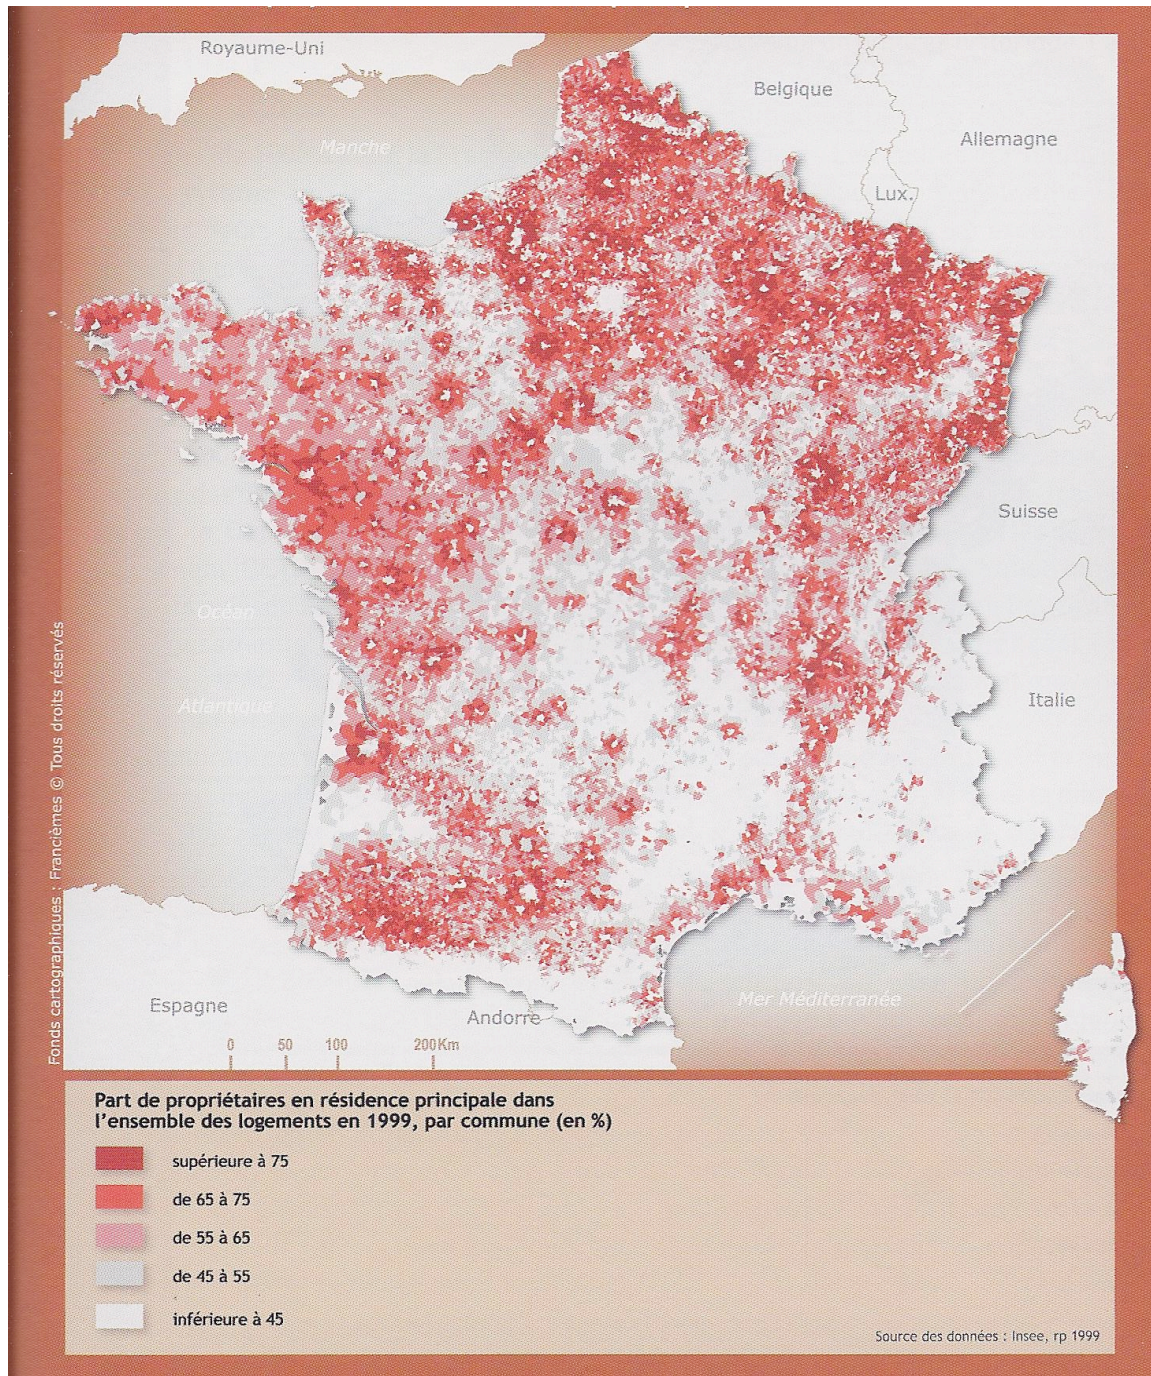 Royaume-Uni
Belgique
Allemagne
Manche
Lux.
Suisse
Océan
Atlantique
Italie
Espagne
Andorre
Mer Méditerranée
0 50 100 200Km
Fonds cartographiques : Francièmes © Tous droits réservés
Part de propriétaires en résidence principale dans
l'ensemble des logements en 1999, par commune (en %)
supérieure à 75
de 65 à 75
de 55 à 65
de 45 à 55
inférieure à 45
Source des données : Insee, rp 1999